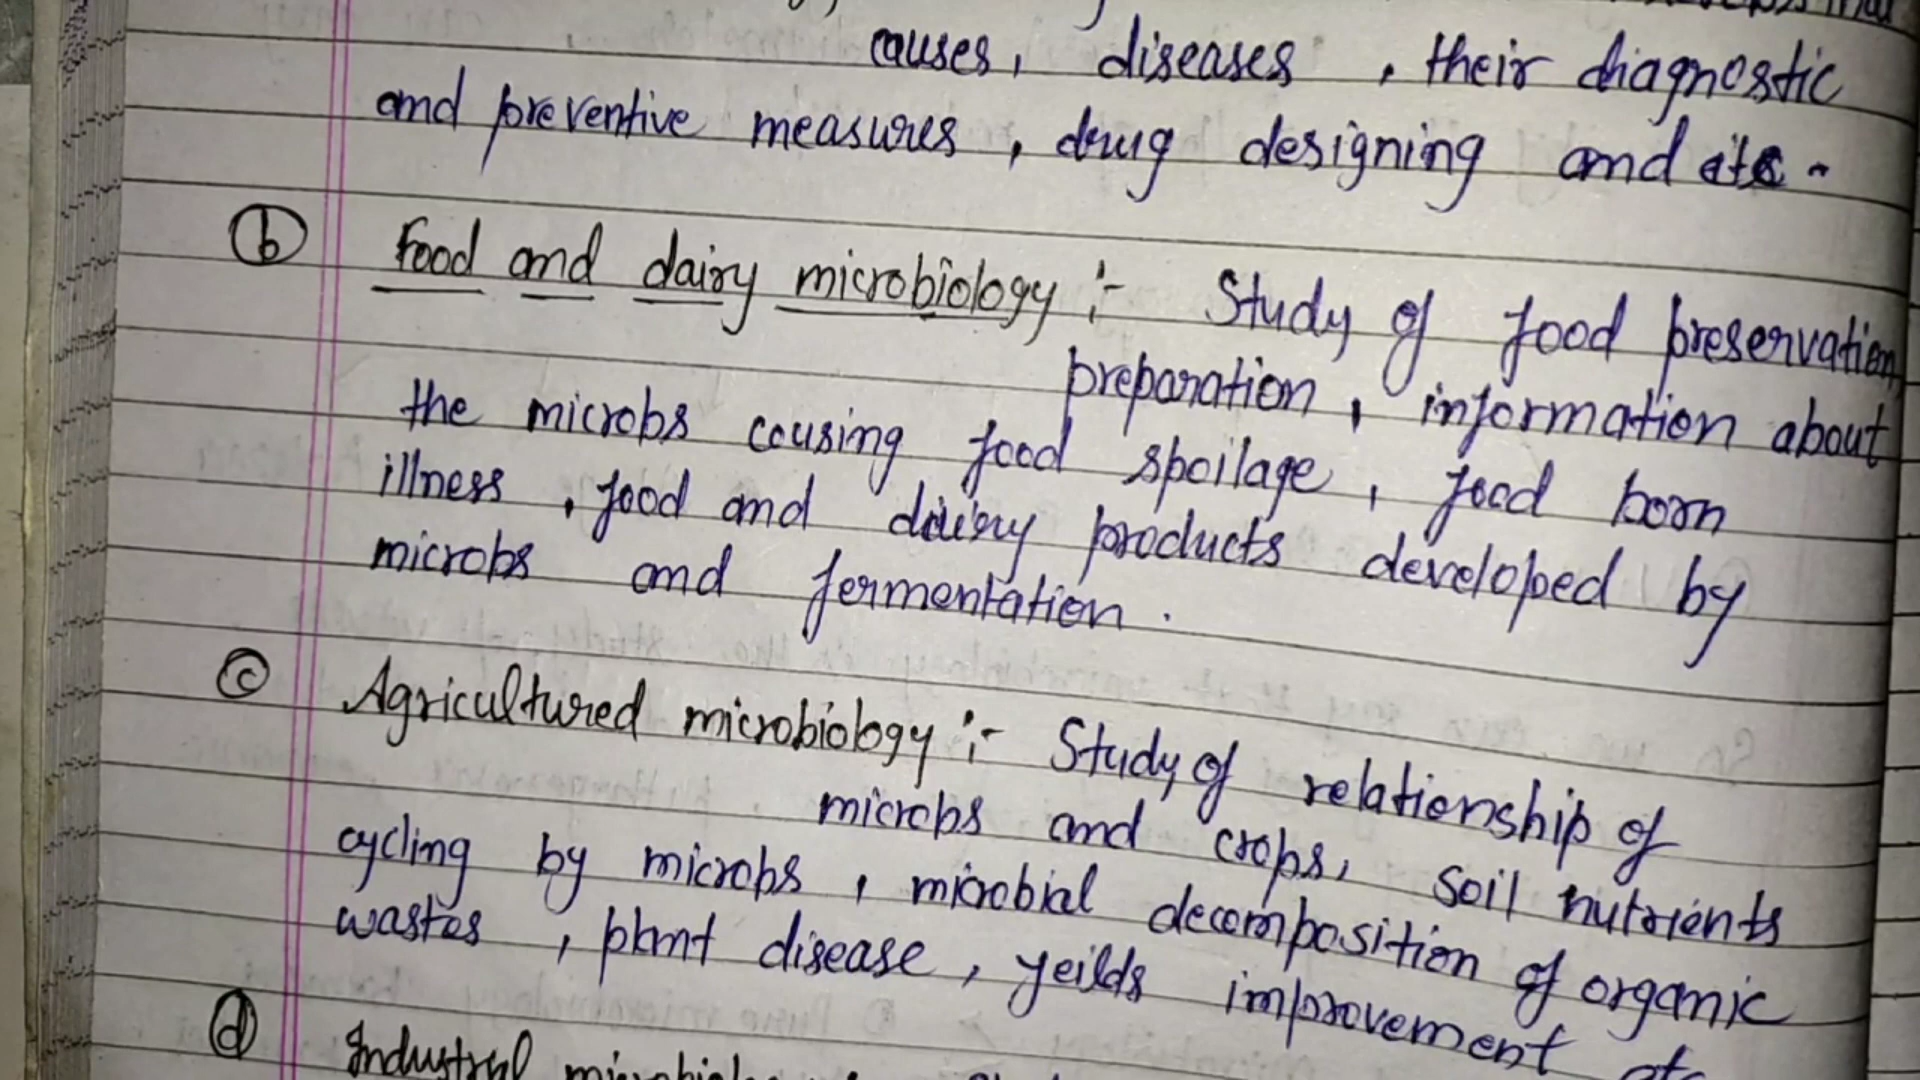 causes, diseases, their diagnostic
and preventive measures, drug designing and etc.
(b) Food and dairy microbiology :- Study of food preservation,
preparation, information about
the microbs causing food spoilage, food born
illness, food and dairy products developed by
microbs and fermentation.
(c) Agricultured microbiology :- Study of relationship of
microbs and crops, soil nutrients
cycling by microbs, microbial decomposition of organic
wastes, plant disease, yeilds improvement etc
(d) Industrial